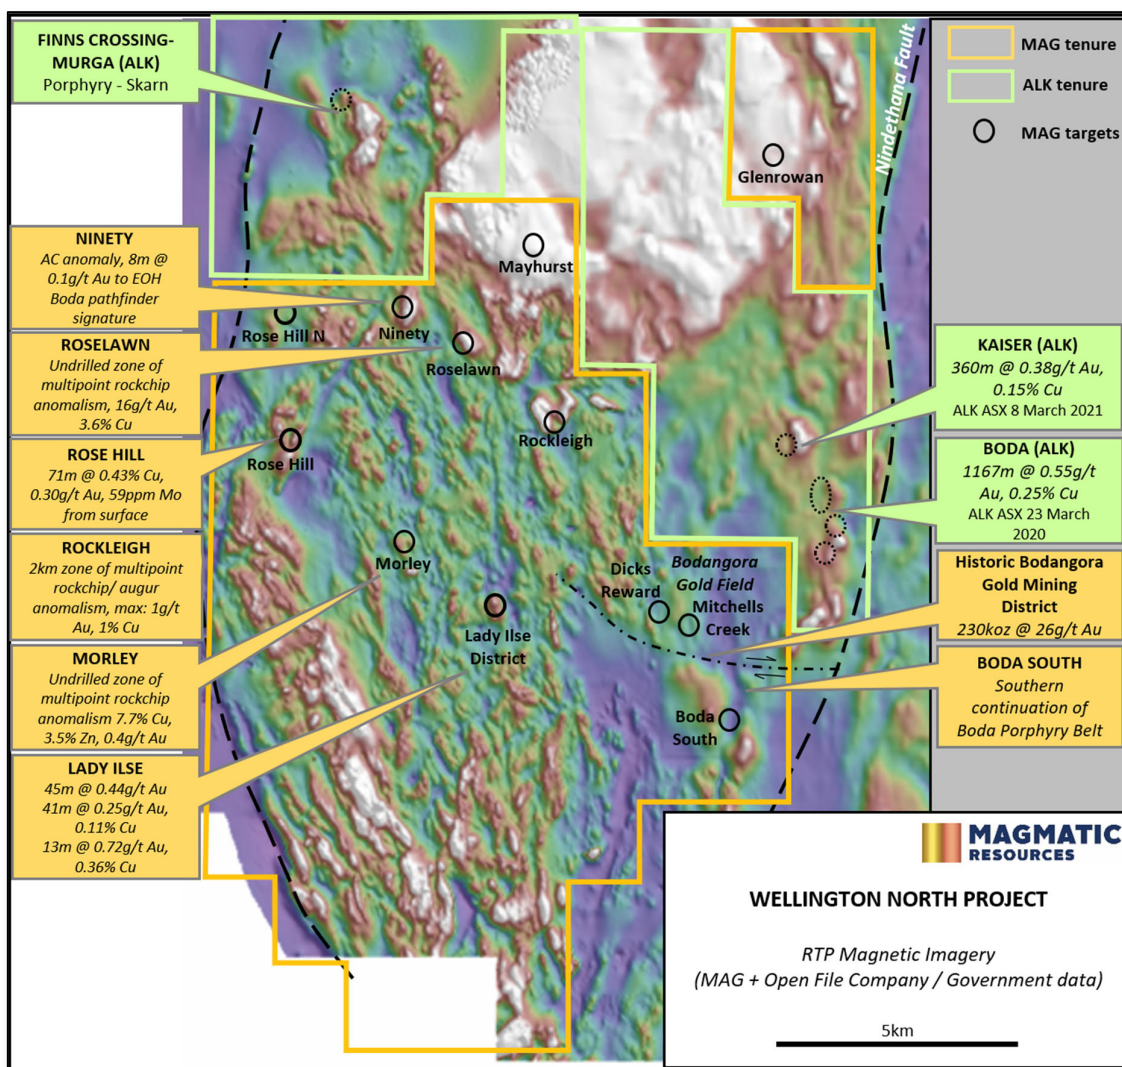 FINNS CROSSING-
MURGA (ALK)
Porphyry - Skarn
NINETY
AC anomaly, 8m @
0.1g/t Au to EOH
Boda pathfinder
signature
ROSELAWN
Undrilled zone of
multipoint rockchip
anomalism, 16g/t Au,
3.6% Cu
ROSE HILL
71m @ 0.43% Cu,
0.30g/t Au, 59ppm Mo
from surface
ROCKLEIGH
2km zone of multipoint
rockchip/ augur
anomalism, max: 1g/t
Au, 1% Cu
MORLEY
Undrilled zone of
multipoint rockchip
anomalism 7.7% Cu,
3.5% Zn, 0.4g/t Au
LADY ILSE
45m @ 0.44g/t Au
41m @ 0.25g/t Au,
0.11% Cu
13m @ 0.72g/t Au,
0.36% Cu
Glenrowan
Mayhurst
Rose Hill N
Ninety
Roselawn
Rockleigh
Rose Hill
Morley
Lady Ilse
District
Dicks
Reward
Bodangora
Gold Field
Mitchells
Creek
Boda
South
Nindethana Fault
MAG tenure
ALK tenure
MAG targets
KAISER (ALK)
360m @ 0.38g/t Au,
0.15% Cu
ALK ASX 8 March 2021
BODA (ALK)
1167m @ 0.55g/t
Au, 0.25% Cu
ALK ASX 23 March
2020
Historic Bodangora
Gold Mining
District
230koz @ 26g/t Au
BODA SOUTH
Southern
continuation of
Boda Porphyry Belt
MAGMATIC
RESOURCES
WELLINGTON NORTH PROJECT
RTP Magnetic Imagery
(MAG + Open File Company / Government data)
5km